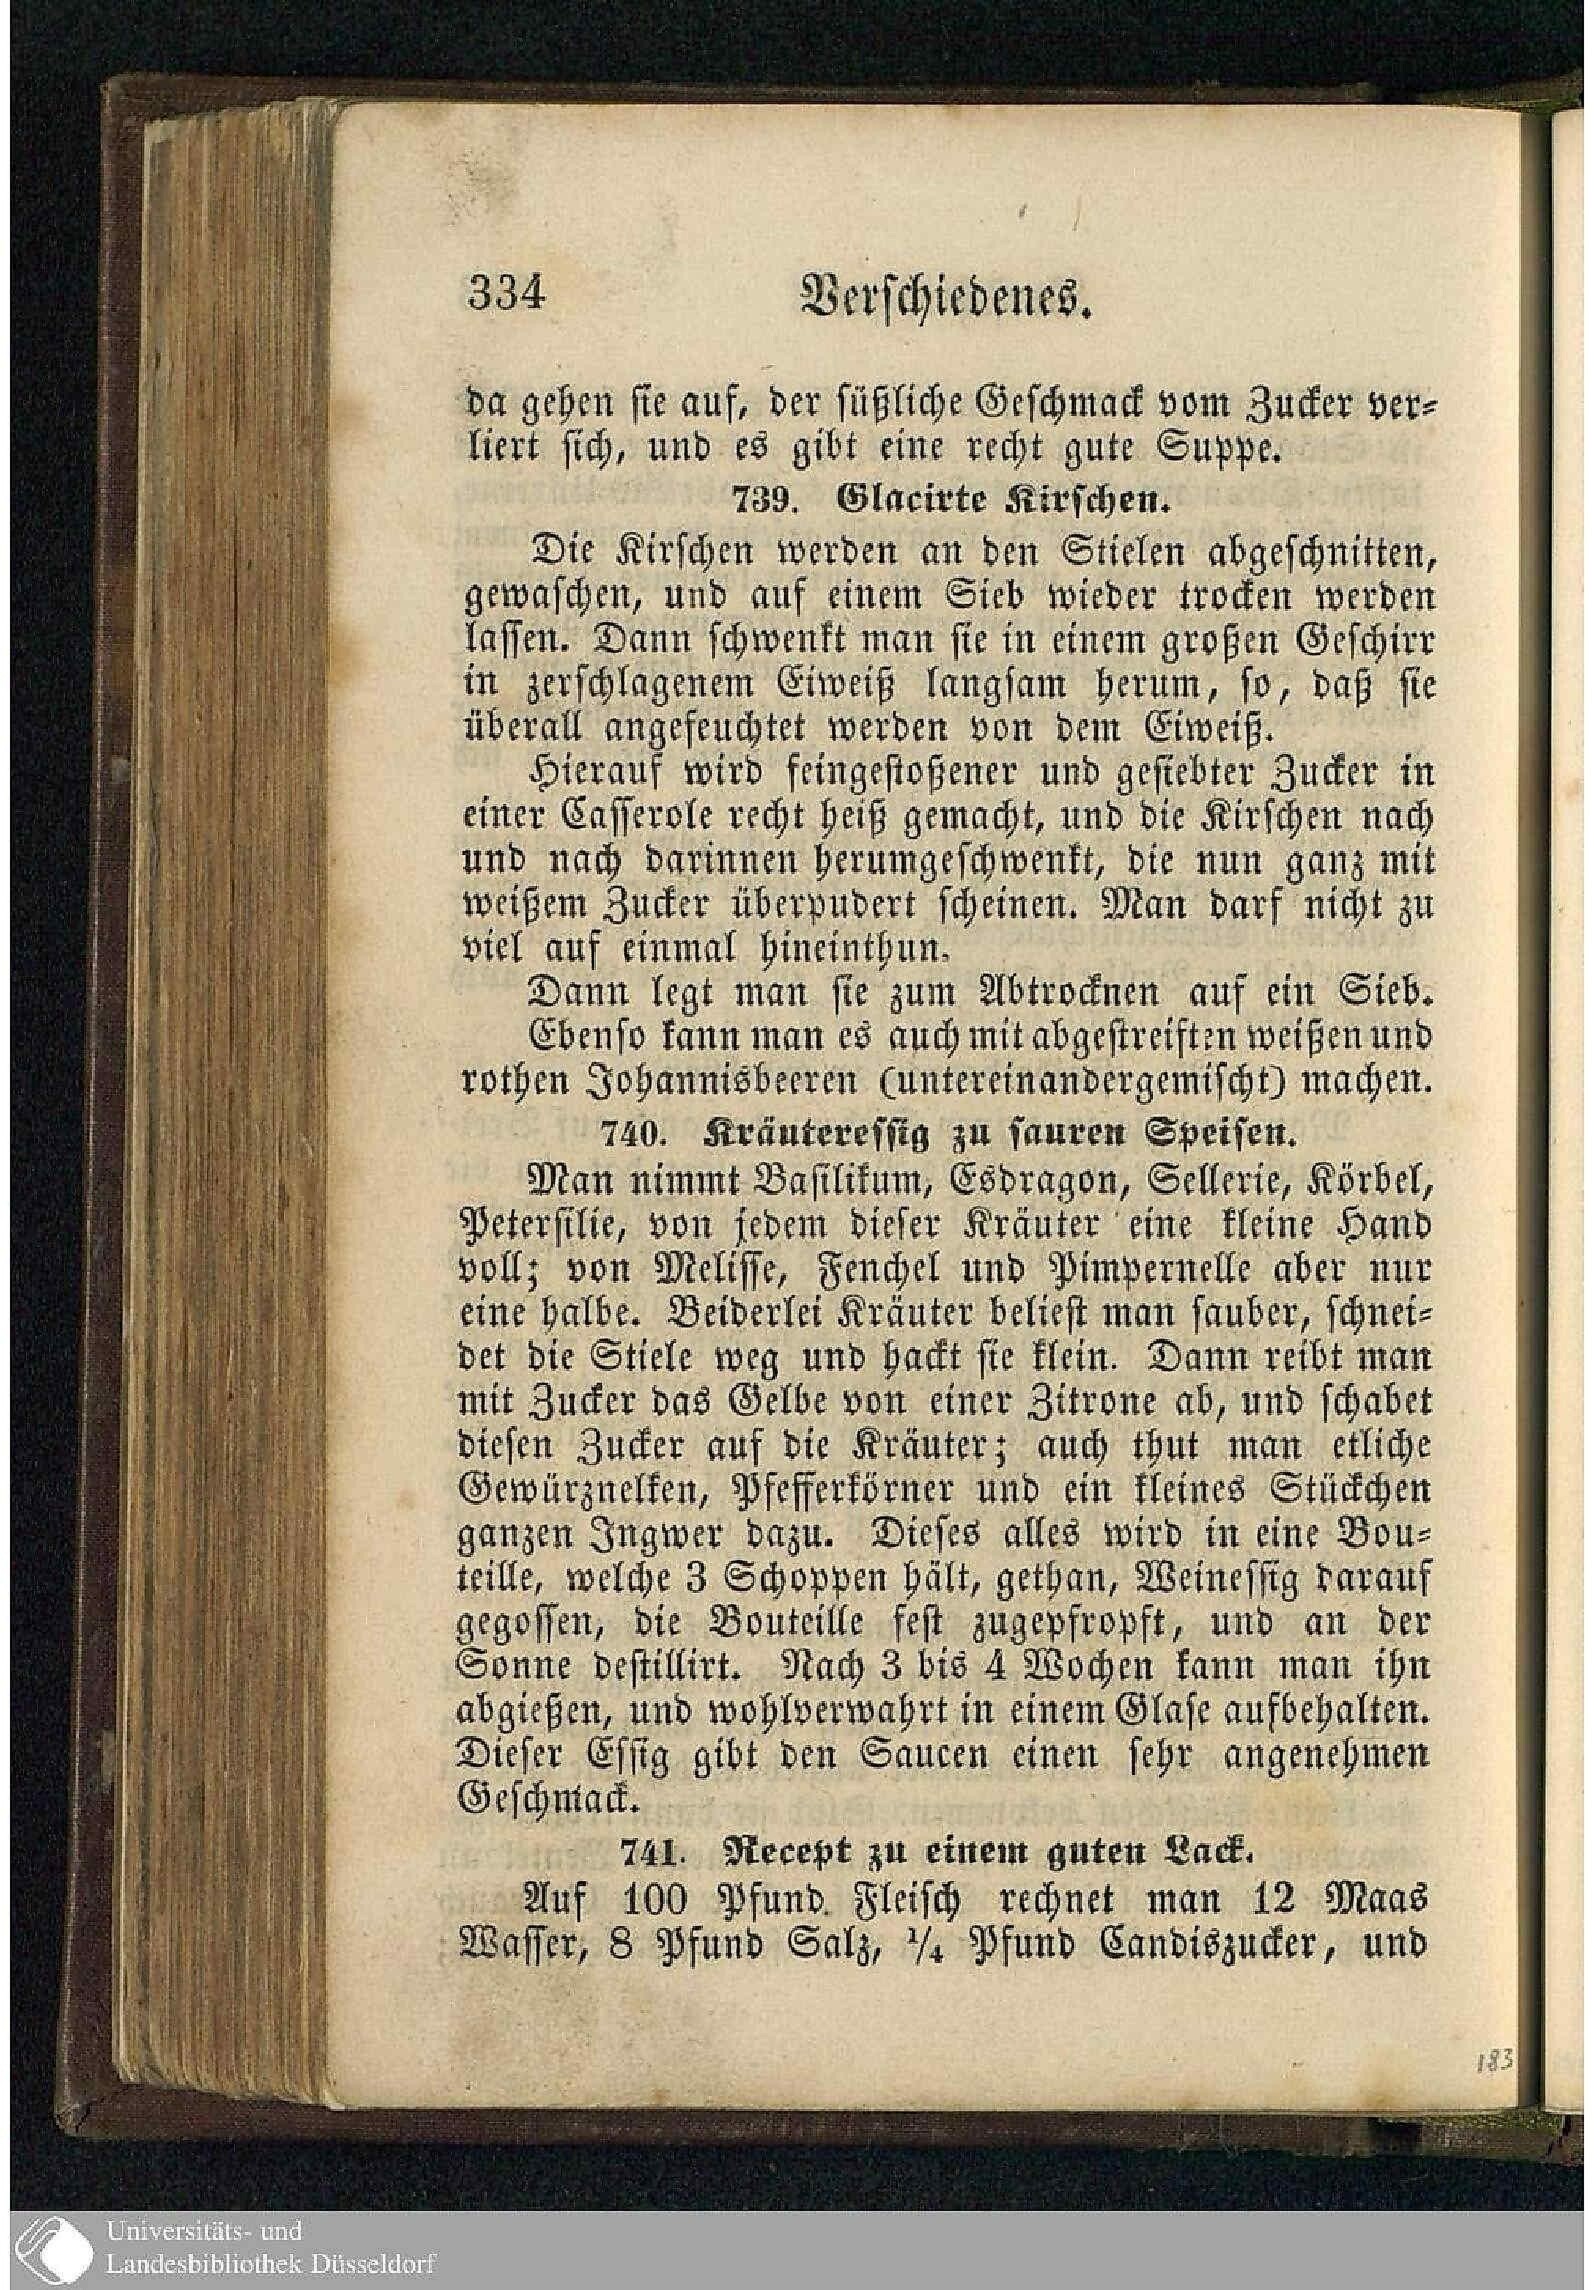 334 Verschiedenes.
da gehen sie auf, der süßliche Geschmack vom Zucker ver-
liert sich, und es gibt eine recht gute Suppe.
739. Glacirte Kirschen.
Die Kirschen werden an den Stielen abgeschnitten,
gewaschen, und auf einem Sieb wieder trocken werden
lassen. Dann schwenkt man sie in einem großen Geschirr
in zerschlagenem Eiweiß langsam herum, so, daß sie
überall angefeuchtet werden von dem Eiweiß.
Hierauf wird feingestoßener und gesiebter Zucker in
einer Casserole recht heiß gemacht, und die Kirschen nach
und nach darinnen herumgeschwenkt, die nun ganz mit
weißem Zucker überpudert scheinen. Man darf nicht zu
viel auf einmal hineinthun.
Dann legt man sie zum Abtrocknen auf ein Sieb.
Ebenso kann man es auch mit abgestreiften weißen und
rothen Johannisbeeren (untereinandergemischt) machen.
740. Kräuteressig zu sauren Speisen.
Man nimmt Basilikum, Esdragon, Sellerie, Körbel,
Petersilie, von jedem dieser Kräuter eine kleine Hand
voll; von Melisse, Fenchel und Pimpernelle aber nur
eine halbe. Beiderlei Kräuter beliest man sauber, schnei-
det die Stiele weg und hackt sie klein. Dann reibt man
mit Zucker das Gelbe von einer Zitrone ab, und schabet
diesen Zucker auf die Kräuter; auch thut man etliche
Gewürznelken, Pfefferkörner und ein kleines Stückchen
ganzen Ingwer dazu. Dieses alles wird in eine Bou-
teille, welche 3 Schoppen hält, gethan, Weinessig darauf
gegossen, die Bouteille fest zugepfropft, und an der
Sonne destillirt. Nach 3 bis 4 Wochen kann man ihn
abgießen, und wohlverwahrt in einem Glase aufbehalten.
Dieser Essig gibt den Saucen einen sehr angenehmen
Geschmack.
741. Recept zu einem guten Lack.
Auf 100 Pfund Fleisch rechnet man 12 Maas
Wasser, 8 Pfund Salz, 1/4 Pfund Candiszucker, und
183
Universitäts- und
Landesbibliothek Düsseldorf